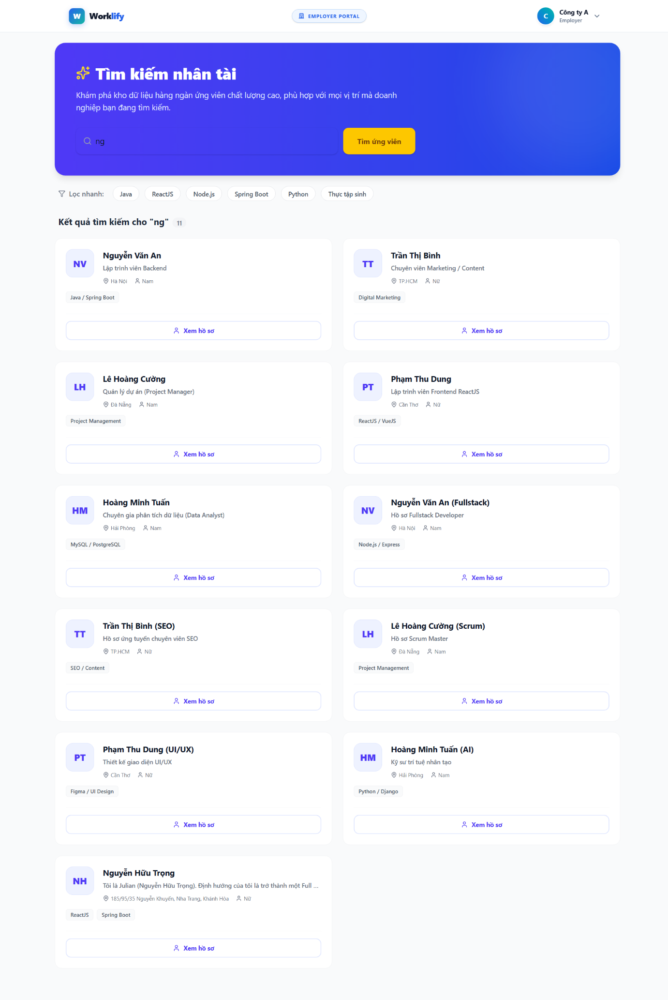 W Worklify
EMPLOYER PORTAL
C Công ty A
Employer
Tìm kiếm nhân tài
Khám phá kho dữ liệu hàng ngàn ứng viên chất lượng cao, phù hợp với mọi vị trí mà doanh
nghiệp bạn đang tìm kiếm.
ng
Tìm ứng viên
Lọc nhanh: Java ReactJS Node.js Spring Boot Python Thực tập sinh
Kết quả tìm kiếm cho "ng" 11
NV
Nguyễn Văn An
Lập trình viên Backend
Hà Nội Nam
Java / Spring Boot
Xem hồ sơ
TT
Trần Thị Bình
Chuyên viên Marketing / Content
TP.HCM Nữ
Digital Marketing
Xem hồ sơ
LH
Lê Hoàng Cường
Quản lý dự án (Project Manager)
Đà Nẵng Nam
Project Management
Xem hồ sơ
PT
Phạm Thu Dung
Lập trình viên Frontend ReactJS
Cần Thơ Nữ
ReactJS / VueJS
Xem hồ sơ
HM
Hoàng Minh Tuấn
Chuyên gia phân tích dữ liệu (Data Analyst)
Hải Phòng Nam
MySQL / PostgreSQL
Xem hồ sơ
NV
Nguyễn Văn An (Fullstack)
Hồ sơ Fullstack Developer
Hà Nội Nam
Node.js / Express
Xem hồ sơ
TT
Trần Thị Bình (SEO)
Hồ sơ ứng tuyển chuyên viên SEO
TP.HCM Nữ
SEO / Content
Xem hồ sơ
LH
Lê Hoàng Cường (Scrum)
Hồ sơ Scrum Master
Đà Nẵng Nam
Project Management
Xem hồ sơ
PT
Phạm Thu Dung (UI/UX)
Thiết kế giao diện UI/UX
Cần Thơ Nữ
Figma / UI Design
Xem hồ sơ
HM
Hoàng Minh Tuấn (AI)
Kỹ sư trí tuệ nhân tạo
Hải Phòng Nam
Python / Django
Xem hồ sơ
NH
Nguyễn Hữu Trọng
Tôi là Julian (Nguyễn Hữu Trọng). Định hướng của tôi là trở thành một Full ...
185/95/35 Nguyễn Khuyến, Nha Trang, Khánh Hòa Nữ
ReactJS Spring Boot
Xem hồ sơ